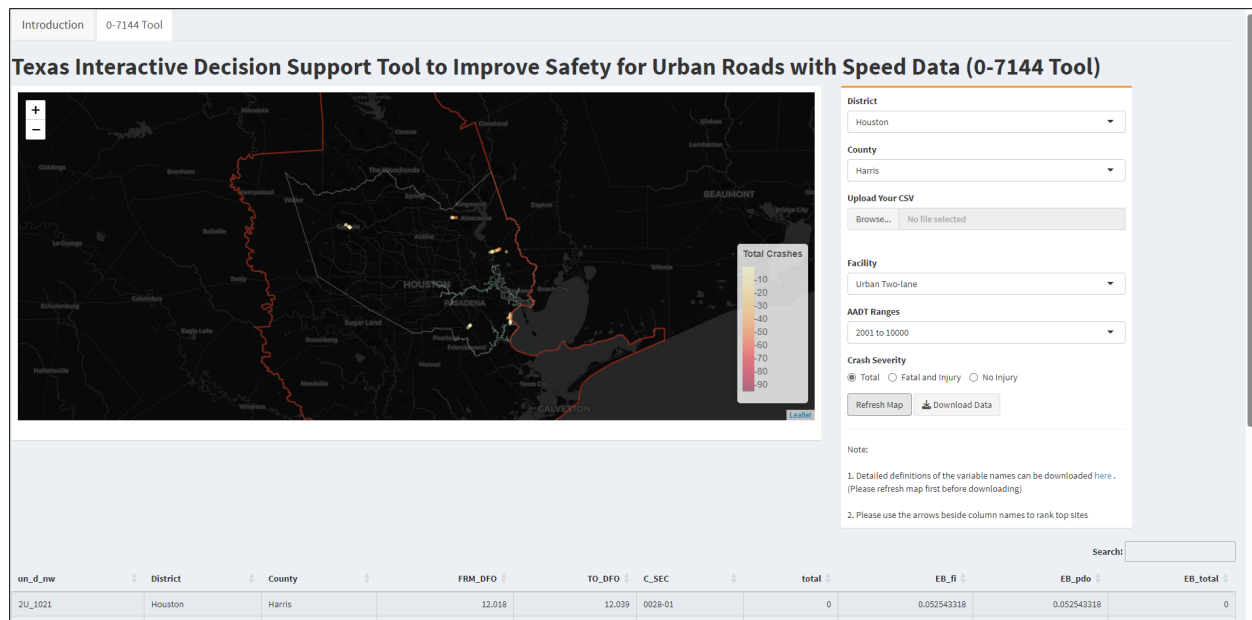 Introduction
0-7144 Tool
Texas Interactive Decision Support Tool to Improve Safety for Urban Roads with Speed Data (0-7144 Tool)
+
−
Navasota
Cleveland
Silsbee
Conroe
Lumberton
Giddings
Brenham
The Woodlands
Hempstead
Waller
Spring
Kingwood
Dayton
BEAUMONT
Bridge City
Atascocita
Bellville
Aldine
La Grange
Winnie
Sealy
HOUSTON
Beach City
Schulenburg
Columbus
PASADENA
Sugar Land
Eagle Lake
Rosenberg
Pearland
Friendswood
Hallettsville
Manvel
Needville
Texas City
Wharton
GALVESTON
Total Crashes
10
20
30
40
50
60
70
80
90
Leaflet
District
Houston
County
Harris
Upload Your CSV
Browse... No file selected
Facility
Urban Two-lane
AADT Ranges
2001 to 10000
Crash Severity
Total Fatal and Injury No Injury
Refresh Map Download Data
Note:
1. Detailed definitions of the variable names can be downloaded here .
(Please refresh map first before downloading)
2. Please use the arrows beside column names to rank top sites
Search:
un_d_nw District County FRM_DFO TO_DFO C_SEC total EB_fi EB_pdo EB_total
2U_1021 Houston Harris 12.018 12.039 0028-01 0 0.052543318 0.052543318 0